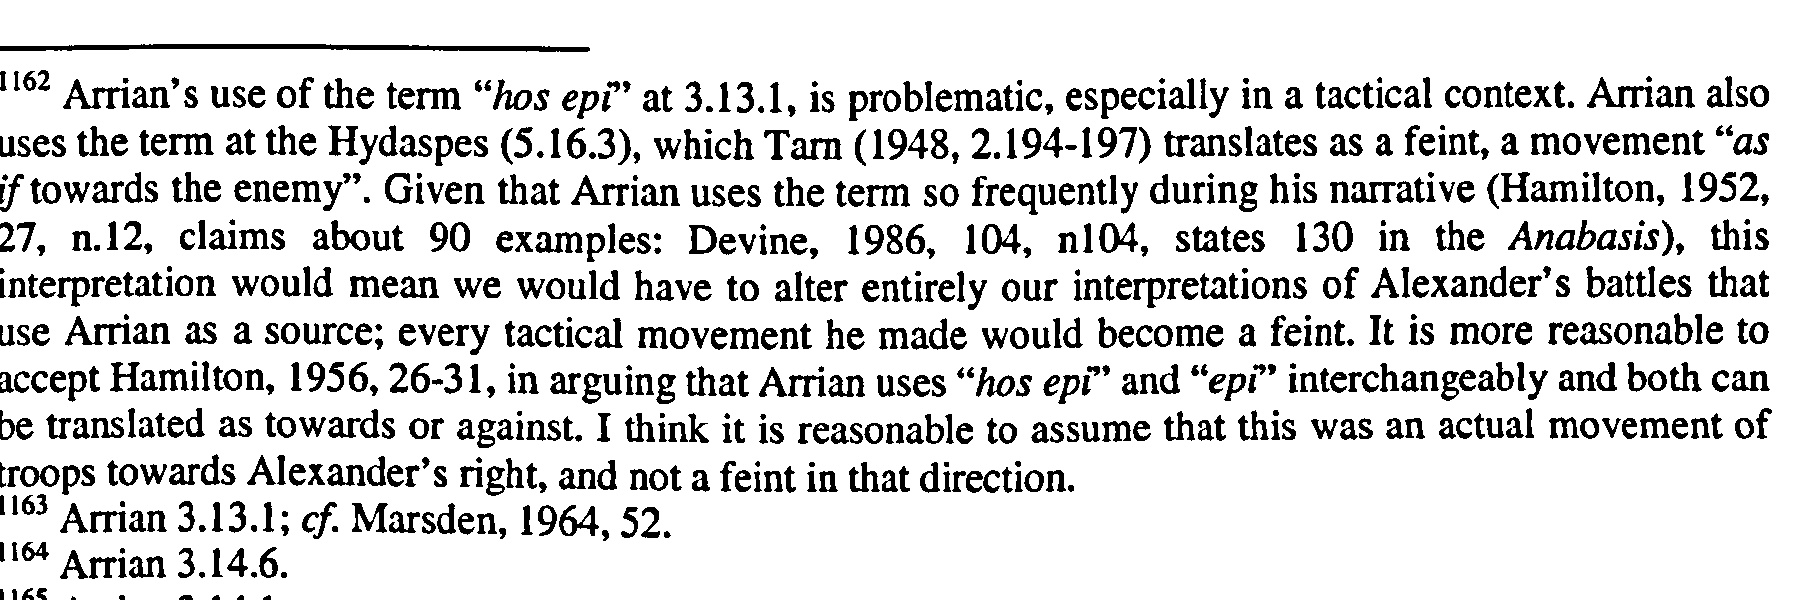 1162 Arrian's use of the term "hos epi" at 3.13.1, is problematic, especially in a tactical context. Arrian also
uses the term at the Hydaspes (5.16.3), which Tarn (1948, 2.194-197) translates as a feint, a movement "as
if towards the enemy". Given that Arrian uses the term so frequently during his narrative (Hamilton, 1952,
27, n.12, claims about 90 examples: Devine, 1986, 104, n104, states 130 in the Anabasis), this
interpretation would mean we would have to alter entirely our interpretations of Alexander's battles that
use Arrian as a source; every tactical movement he made would become a feint. It is more reasonable to
accept Hamilton, 1956, 26-31, in arguing that Arrian uses "hos epi" and "epi" interchangeably and both can
be translated as towards or against. I think it is reasonable to assume that this was an actual movement of
troops towards Alexander's right, and not a feint in that direction.
1163 Arrian 3.13.1; cf. Marsden, 1964, 52.
1164 Arrian 3.14.6.
1165